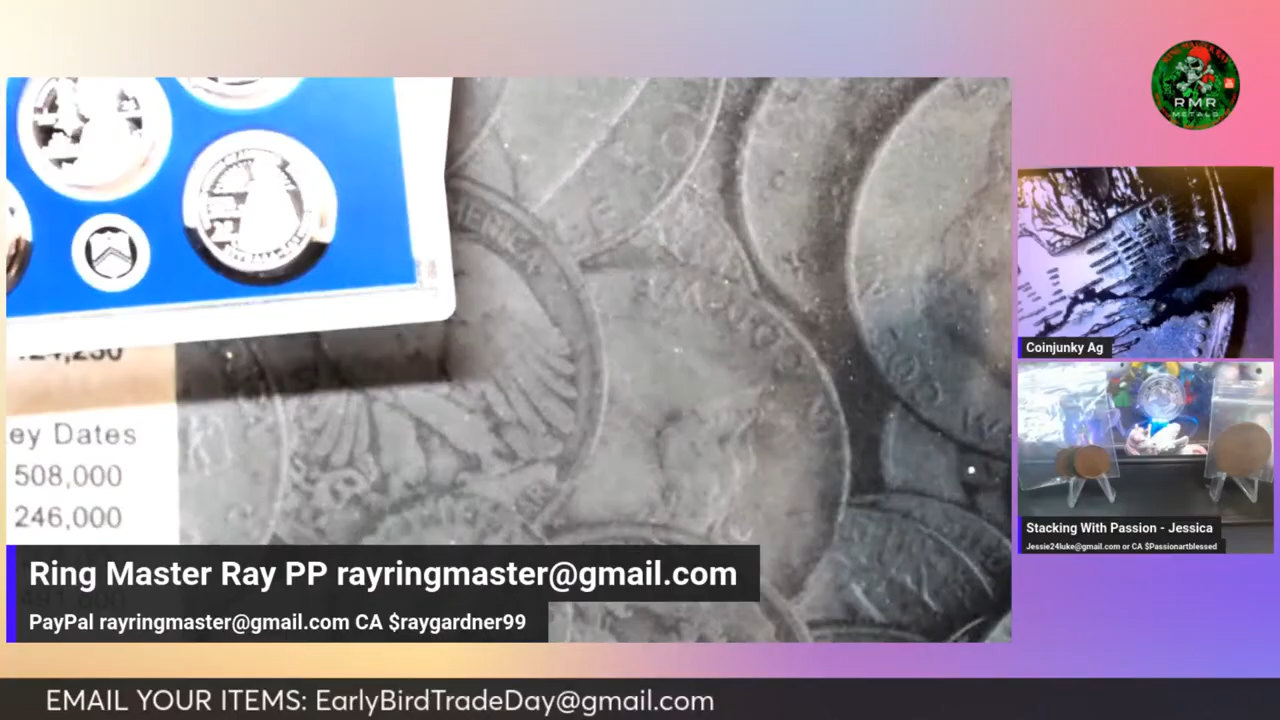 RMR
METALS
ey Dates
508,000
246,000
Coinjunky Ag
Stacking With Passion - Jessica
Jessie24luke@gmail.com or CA $Passionartblessed
Ring Master Ray PP rayringmaster@gmail.com
PayPal rayringmaster@gmail.com CA $raygardner99
EMAIL YOUR ITEMS: EarlyBirdTradeDay@gmail.com